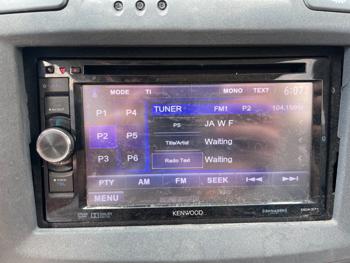 MODE TI MONO TEXT 6:07
P1 P4 TUNER FM1 P2 104.1MHz
PS JA W F
P2 P5 Title/Artist Waiting
P3 P6 Radio Text Waiting
PTY AM FM SEEK
MENU
KENWOOD